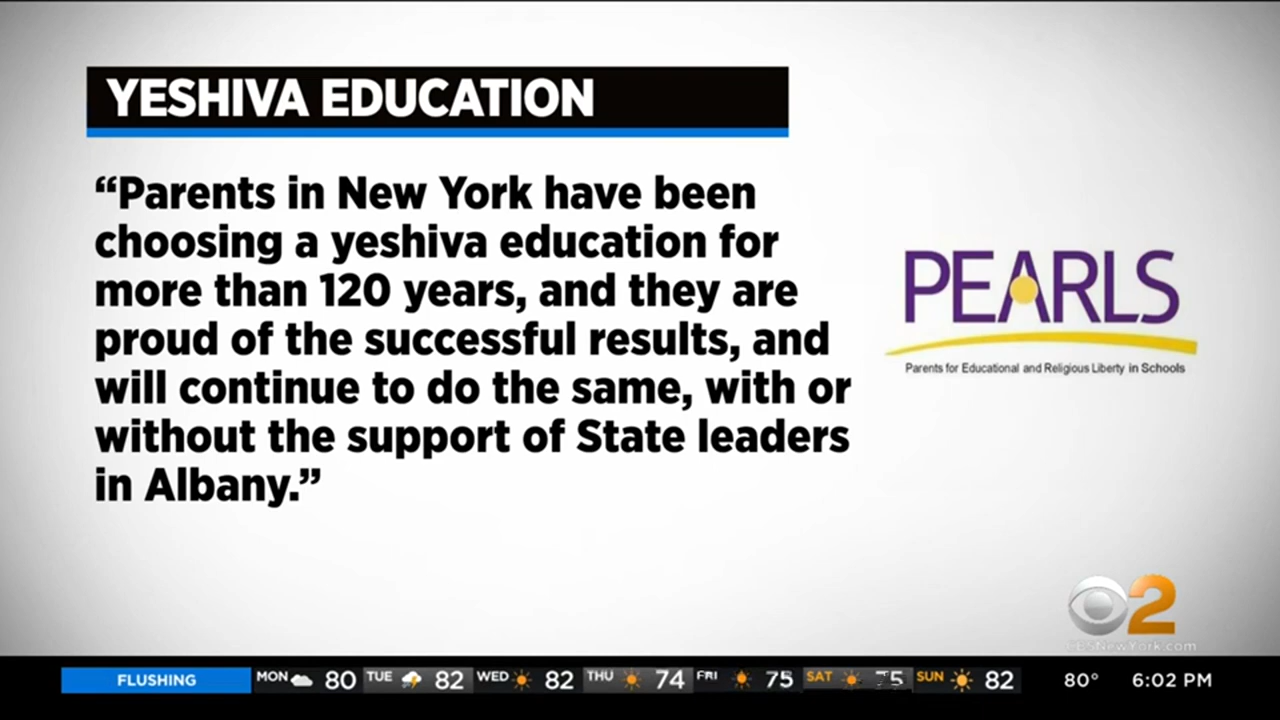 YESHIVA EDUCATION
“Parents in New York have been
choosing a yeshiva education for
more than 120 years, and they are
proud of the successful results, and
will continue to do the same, with or
without the support of State leaders
in Albany.”
PEARLS
Parents for Educational and Religious Liberty in Schools
2
CBSNewYork.com
FLUSHING MON 80 TUE 82 WED 82 THU 74 FRI 75 SAT 75 SUN 82 80° 6:02 PM